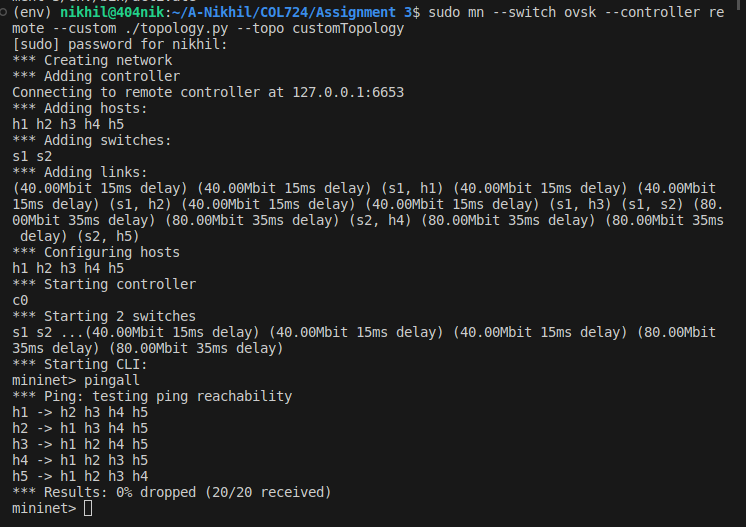 (env) nikhil@404nik:~/A-Nikhil/COL724/Assignment 3$ sudo mn --switch ovsk --controller re
mote --custom ./topology.py --topo customTopology
[sudo] password for nikhil:
*** Creating network
*** Adding controller
Connecting to remote controller at 127.0.0.1:6653
*** Adding hosts:
h1 h2 h3 h4 h5
*** Adding switches:
s1 s2
*** Adding links:
(40.00Mbit 15ms delay) (40.00Mbit 15ms delay) (s1, h1) (40.00Mbit 15ms delay) (40.00Mbit
15ms delay) (s1, h2) (40.00Mbit 15ms delay) (40.00Mbit 15ms delay) (s1, h3) (s1, s2) (80.
00Mbit 35ms delay) (80.00Mbit 35ms delay) (s2, h4) (80.00Mbit 35ms delay) (80.00Mbit 35ms
 delay) (s2, h5)
*** Configuring hosts
h1 h2 h3 h4 h5
*** Starting controller
c0
*** Starting 2 switches
s1 s2 ...(40.00Mbit 15ms delay) (40.00Mbit 15ms delay) (40.00Mbit 15ms delay) (80.00Mbit
35ms delay) (80.00Mbit 35ms delay)
*** Starting CLI:
mininet> pingall
*** Ping: testing ping reachability
h1 -> h2 h3 h4 h5
h2 -> h1 h3 h4 h5
h3 -> h1 h2 h4 h5
h4 -> h1 h2 h3 h5
h5 -> h1 h2 h3 h4
*** Results: 0% dropped (20/20 received)
mininet>